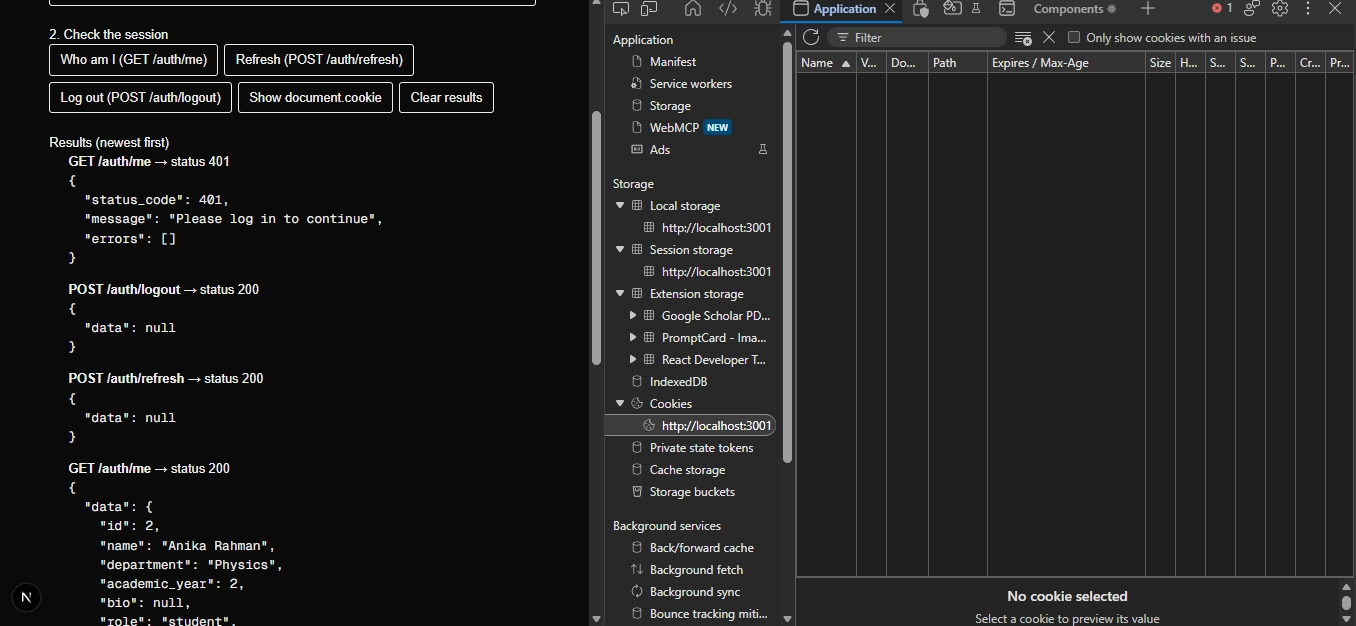 2. Check the session
Who am I (GET /auth/me)
Refresh (POST /auth/refresh)
Log out (POST /auth/logout)
Show document.cookie
Clear results
Results (newest first)
GET /auth/me → status 401
{
"status_code": 401,
"message": "Please log in to continue",
"errors": []
}
POST /auth/logout → status 200
{
"data": null
}
POST /auth/refresh → status 200
{
"data": null
}
GET /auth/me → status 200
{
"data": {
"id": 2,
"name": "Anika Rahman",
"department": "Physics",
"academic_year": 2,
"bio": null,
"role": "student",
N
Application
Components
1
Application
Manifest
Service workers
Storage
WebMCP NEW
Ads
Storage
Local storage
http://localhost:3001
Session storage
http://localhost:3001
Extension storage
Google Scholar PD...
PromptCard - Ima...
React Developer T...
IndexedDB
Cookies
http://localhost:3001
Private state tokens
Cache storage
Storage buckets
Background services
Back/forward cache
Background fetch
Background sync
Bounce tracking miti...
Filter
Only show cookies with an issue
Name V... Do... Path Expires / Max-Age Size H... S... S... P... Cr... Pr...
No cookie selected
Select a cookie to preview its value